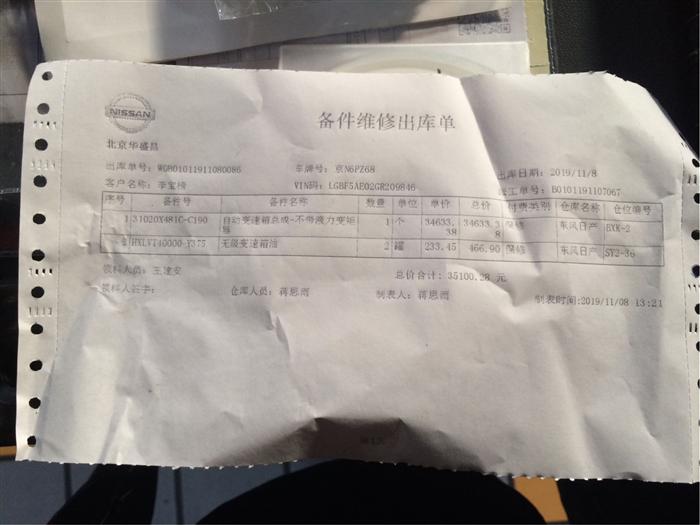 NISSAN
备件维修出库单
北京华盛昌
出库单号: WGB01011911080086 车牌号: 京N6PZ68 出库日期: 2019/11/8
客户名称: 李宝榜 VIN码: LGBF5AE02GR209846 工单: B0101191107067
序号 备件号 备件名称 数量 单位 单价 总价 付费类别 仓库名称 仓位编号
1 31020X481C-C190 自动变速箱总成-不带液力变矩 1 个 34633. 34633.3 保修 东风日产 BXK-2
器 38 8
2 HXLVT40000-Y375 无级变速箱油 2 罐 233.45 466.90 保修 东风日产 SY2-36
领料人员: 王建安 总价合计: 35100.28 元
领料人签字: 仓库人员: 蒋思雨 制表人: 蒋思雨 制表时间:2019/11/08 13:21